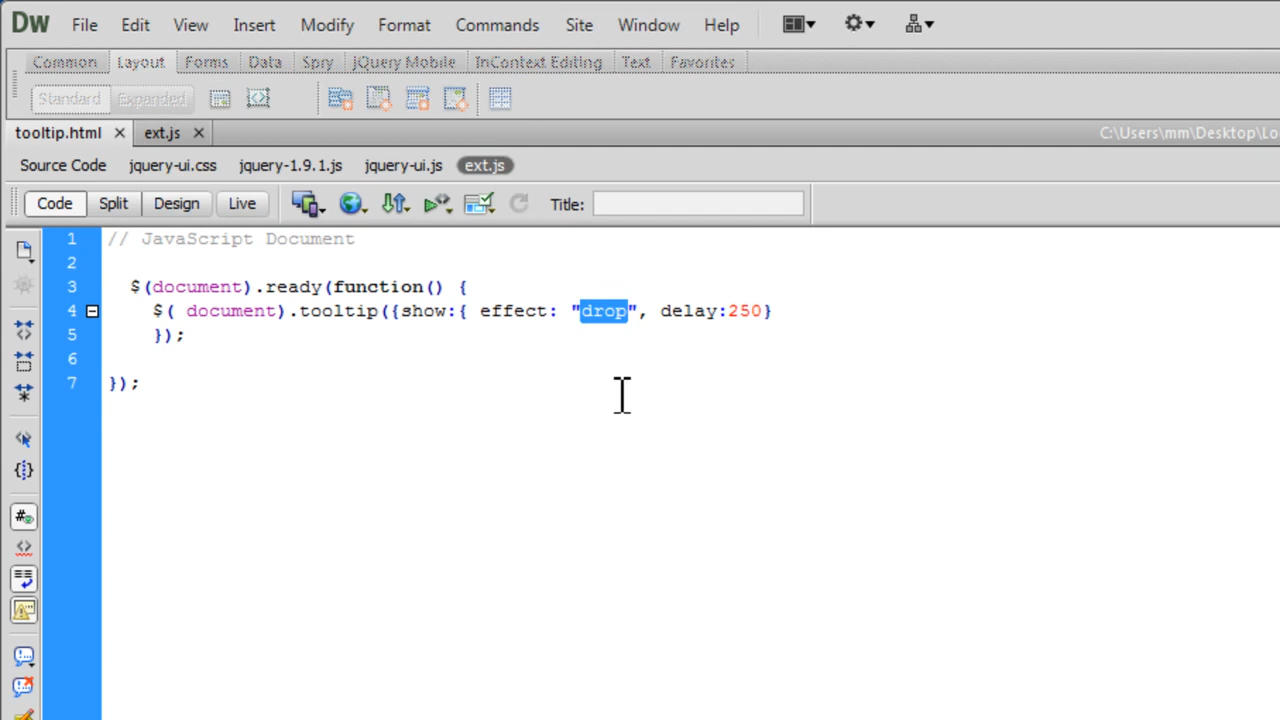 Dw File Edit View Insert Modify Format Commands Site Window Help
Common Layout Forms Data Spry jQuery Mobile InContext Editing Text Favorites
Standard Expanded
tooltip.html × ext.js × C:\Users\mm\Desktop\Lo
Source Code jquery-ui.css jquery-1.9.1.js jquery-ui.js ext.js
Code Split Design Live Title:
1 // JavaScript Document
2
3 $(document).ready(function() {
4 $( document).tooltip({show:{ effect: "drop", delay:250}
5 });
6
7 });